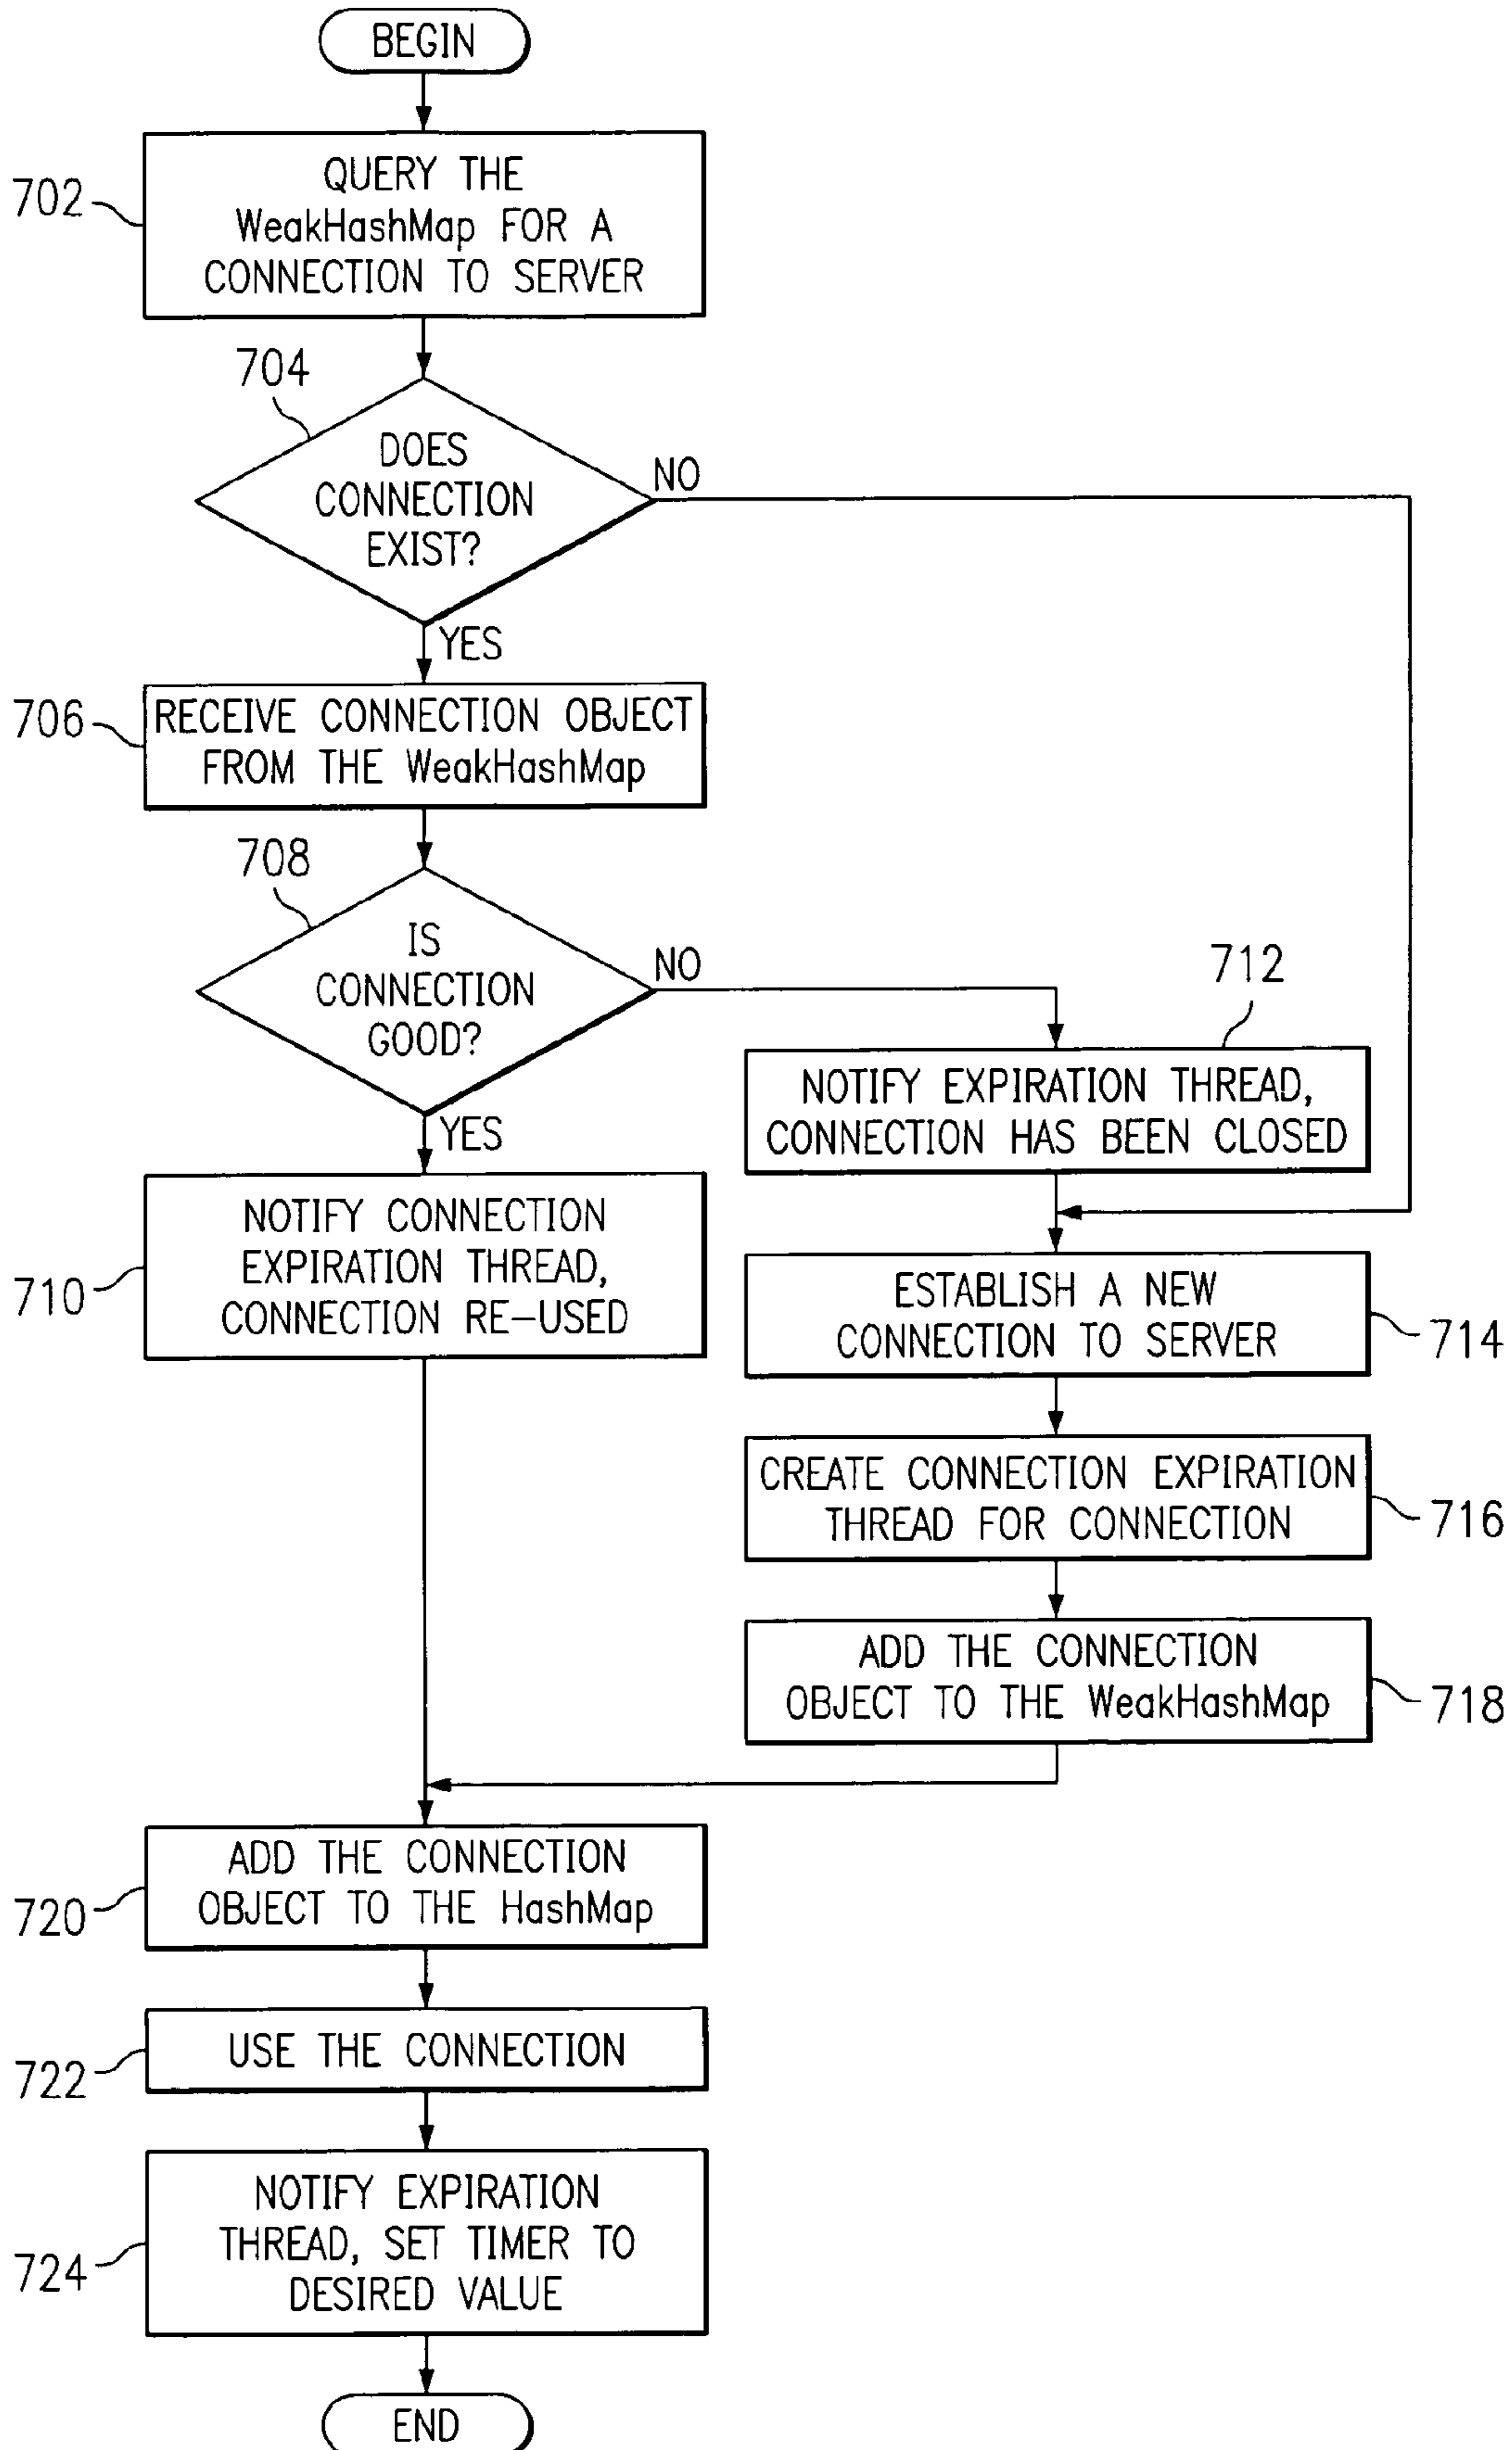 BEGIN
702
QUERY THE
WeakHashMap FOR A
CONNECTION TO SERVER
704
DOES
CONNECTION
EXIST?
NO
YES
706
RECEIVE CONNECTION OBJECT
FROM THE WeakHashMap
708
IS
CONNECTION
GOOD?
NO
YES
712
NOTIFY EXPIRATION THREAD,
CONNECTION HAS BEEN CLOSED
710
NOTIFY CONNECTION
EXPIRATION THREAD,
CONNECTION RE-USED
ESTABLISH A NEW
CONNECTION TO SERVER
714
CREATE CONNECTION EXPIRATION
THREAD FOR CONNECTION
716
ADD THE CONNECTION
OBJECT TO THE WeakHashMap
718
720
ADD THE CONNECTION
OBJECT TO THE HashMap
722
USE THE CONNECTION
724
NOTIFY EXPIRATION
THREAD, SET TIMER TO
DESIRED VALUE
END